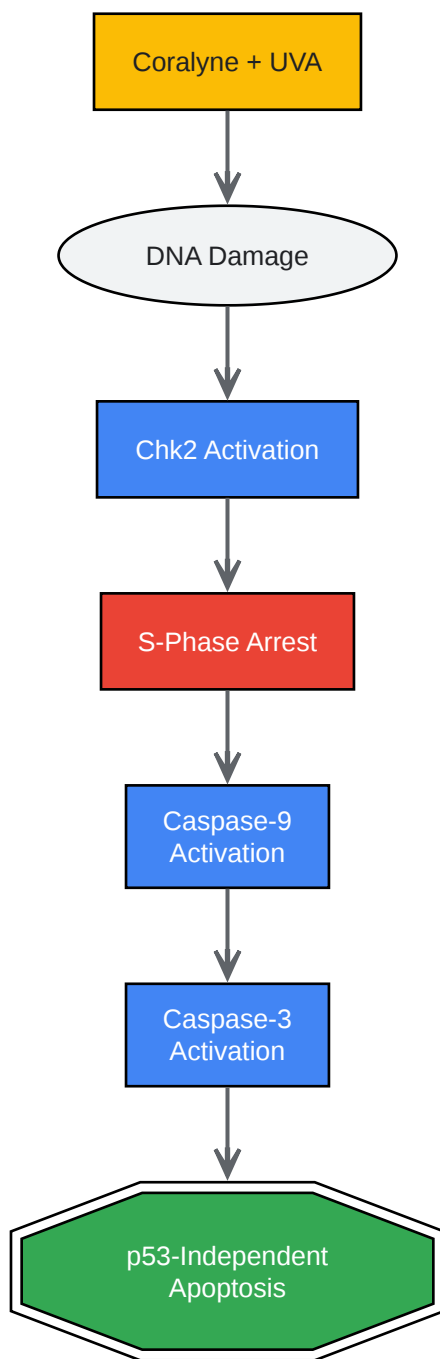 Coralyne + UVA
DNA Damage
Chk2 Activation
S-Phase Arrest
Caspase-9
Activation
Caspase-3
Activation
p53-Independent
Apoptosis